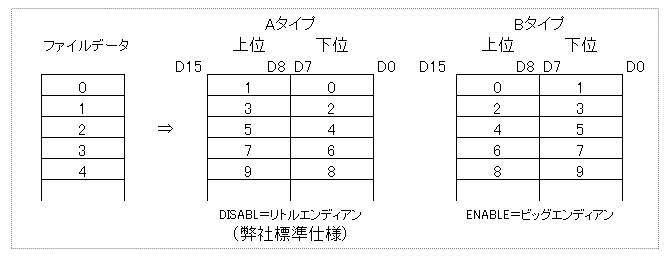 Aタイプ Bタイプ
ファイルデータ 上位 下位 上位 下位
D15 D8 D7 D0 D15 D8 D7 D0
0 1 0 0 1
1 3 2 2 3
2 ⇒ 5 4 4 5
3 7 6 6 7
4 9 8 8 9
DISABL=リトルエンディアン ENABLE=ビッグエンディアン
(弊社標準仕様)